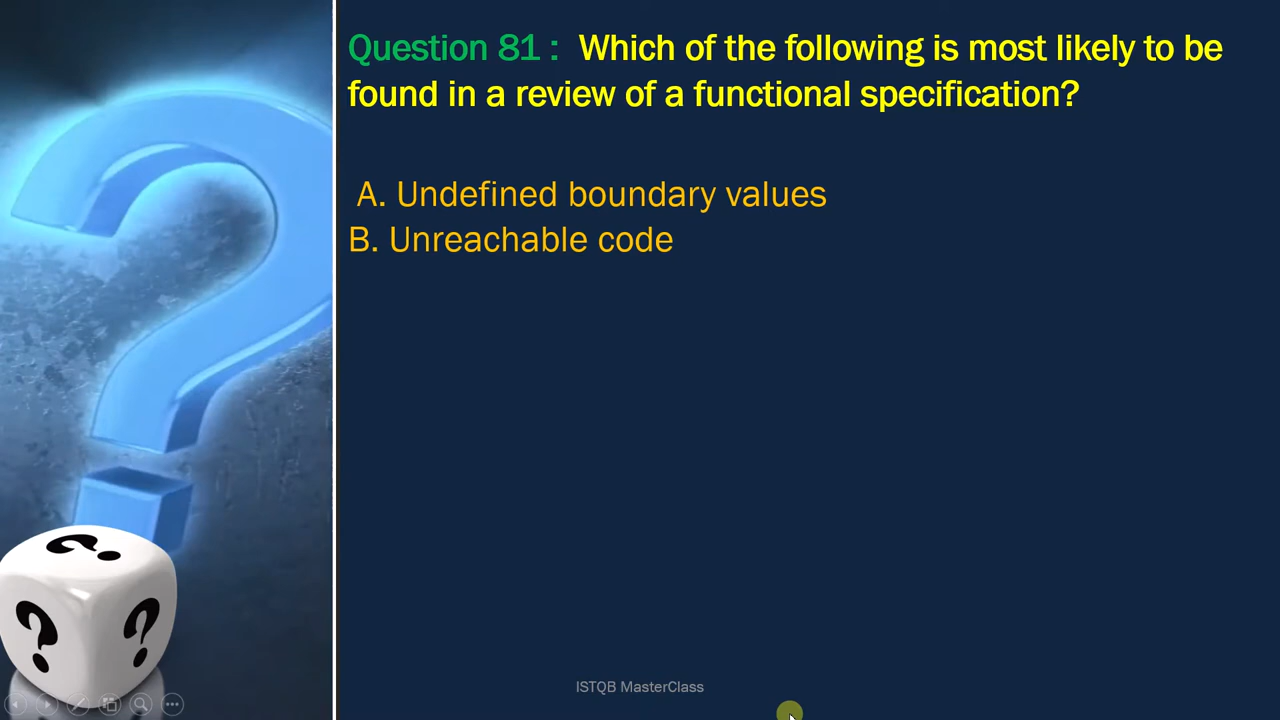 Question 81 : Which of the following is most likely to be
found in a review of a functional specification?
A. Undefined boundary values
B. Unreachable code
ISTQB MasterClass